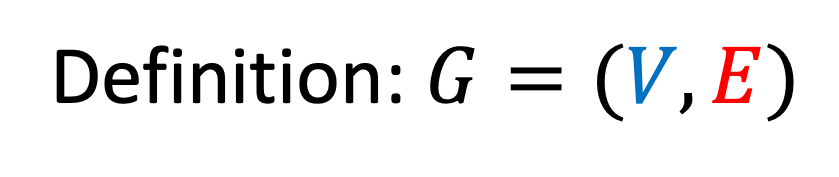 Definition: G = (V, E)